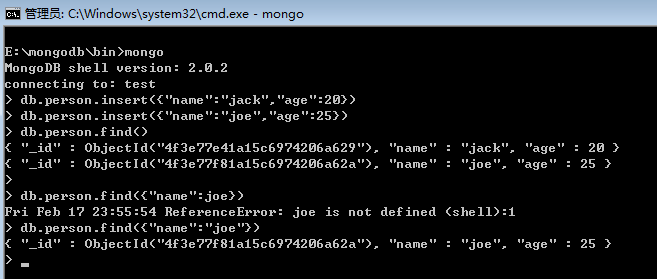 管理员: C:\Windows\system32\cmd.exe - mongo
E:\mongodb\bin>mongo
MongoDB shell version: 2.0.2
connecting to: test
> db.person.insert({"name":"jack","age":20})
> db.person.insert({"name":"joe","age":25})
> db.person.find()
{ "_id" : ObjectId("4f3e77e41a15c6974206a629"), "name" : "jack", "age" : 20 }
{ "_id" : ObjectId("4f3e77f81a15c6974206a62a"), "name" : "joe", "age" : 25 }
>
> db.person.find({"name":joe})
Fri Feb 17 23:55:54 ReferenceError: joe is not defined (shell):1
> db.person.find({"name":"joe"})
{ "_id" : ObjectId("4f3e77f81a15c6974206a62a"), "name" : "joe", "age" : 25 }
> _